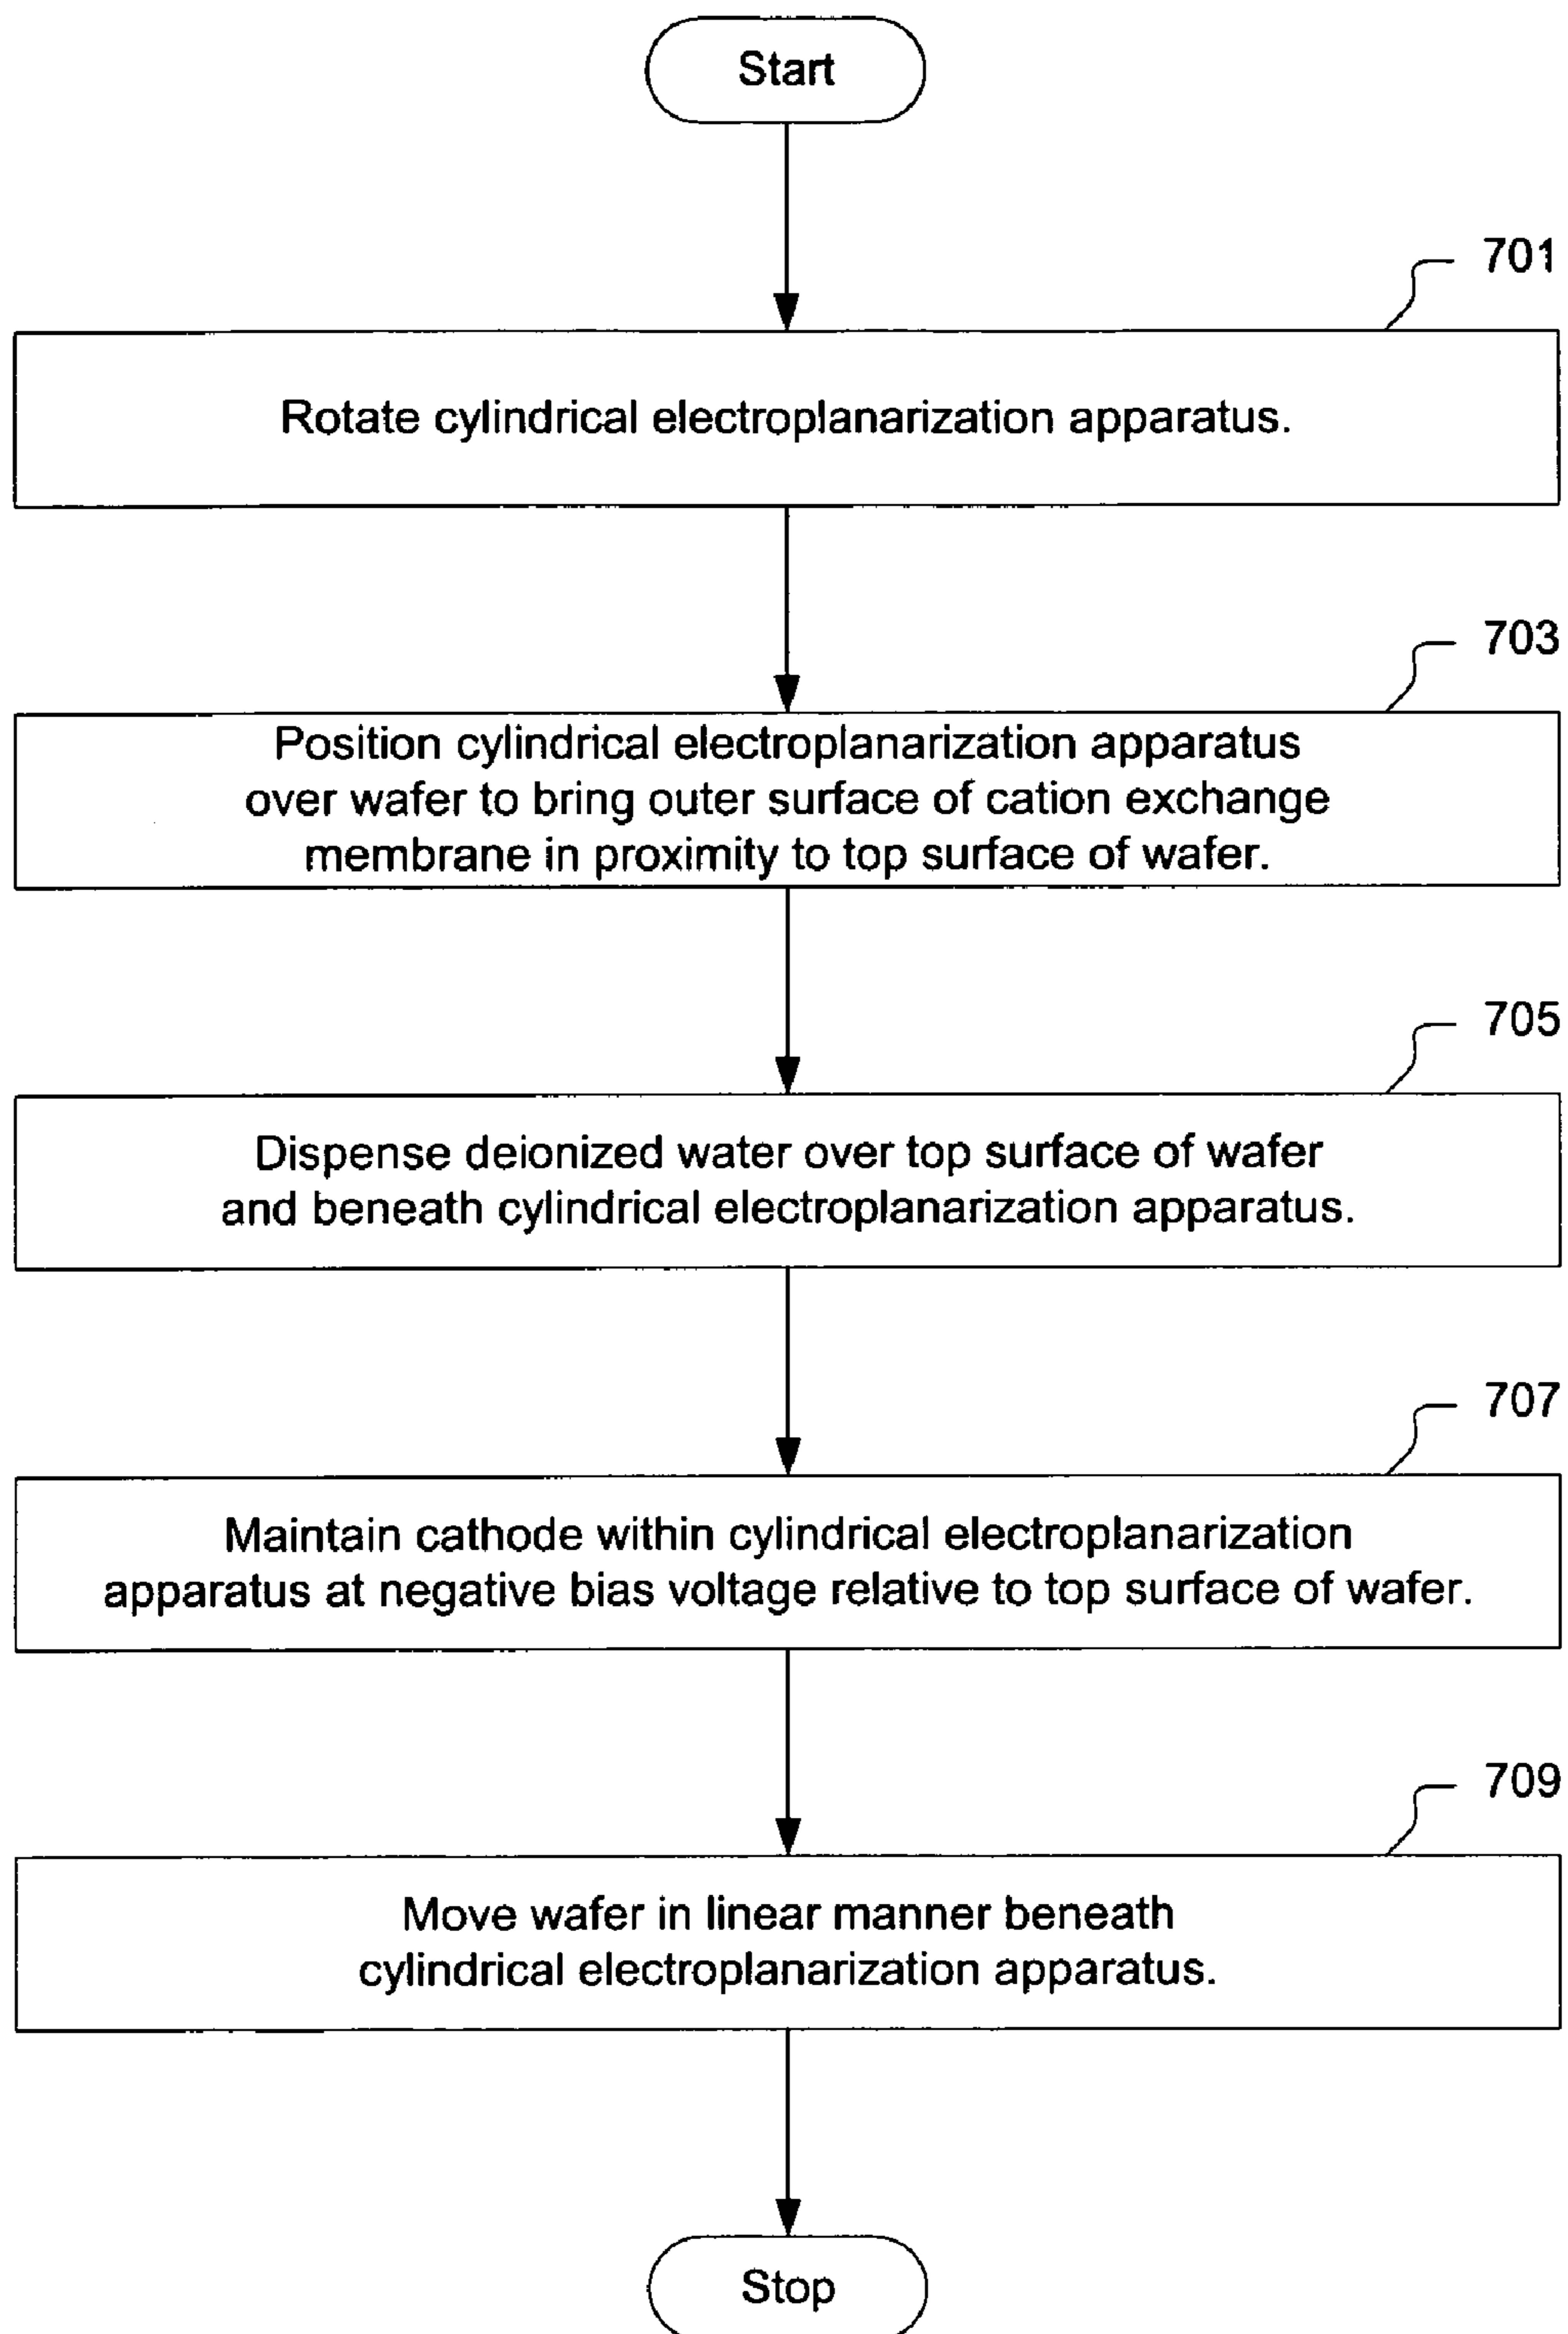 Start
701
Rotate cylindrical electroplanarization apparatus.
703
Position cylindrical electroplanarization apparatus
over wafer to bring outer surface of cation exchange
membrane in proximity to top surface of wafer.
705
Dispense deionized water over top surface of wafer
and beneath cylindrical electroplanarization apparatus.
707
Maintain cathode within cylindrical electroplanarization
apparatus at negative bias voltage relative to top surface of wafer.
709
Move wafer in linear manner beneath
cylindrical electroplanarization apparatus.
Stop